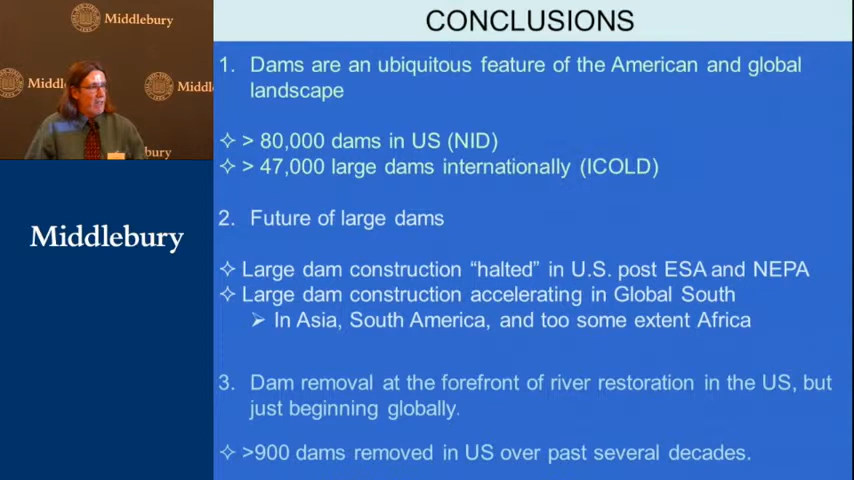 CONCLUSIONS
Middlebury
Middl
Middl
bury
Middlebury
1. Dams are an ubiquitous feature of the American and global
landscape
> 80,000 dams in US (NID)
> 47,000 large dams internationally (ICOLD)
2. Future of large dams
Large dam construction "halted" in U.S. post ESA and NEPA
Large dam construction accelerating in Global South
In Asia, South America, and too some extent Africa
3. Dam removal at the forefront of river restoration in the US, but
just beginning globally.
>900 dams removed in US over past several decades.